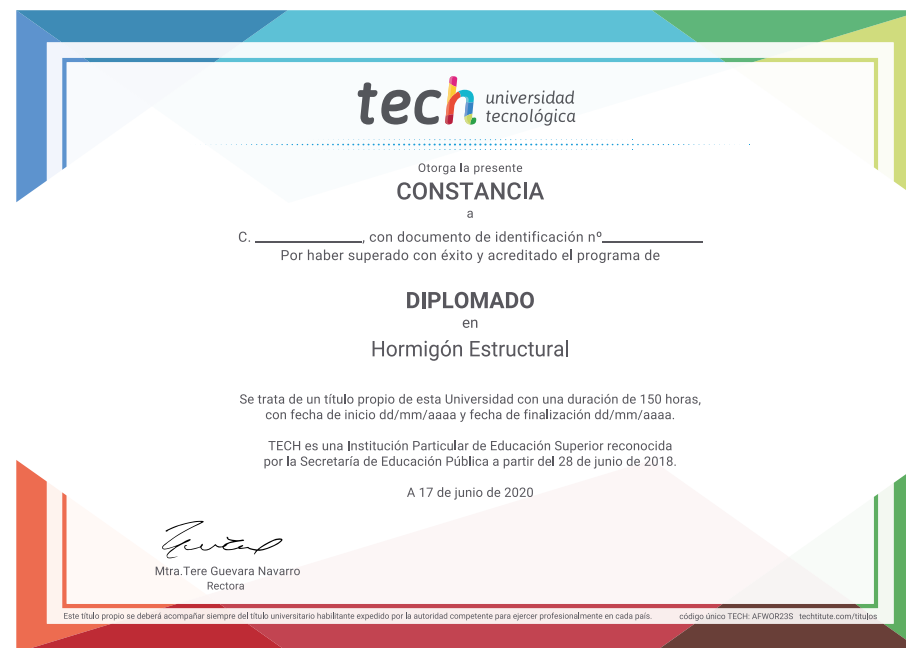 tech universidad
tecnológica
Otorga la presente
CONSTANCIA
a
C. ____________, con documento de identificación nº____________
Por haber superado con éxito y acreditado el programa de
DIPLOMADO
en
Hormigón Estructural
Se trata de un título propio de esta Universidad con una duración de 150 horas,
con fecha de inicio dd/mm/aaaa y fecha de finalización dd/mm/aaaa.
TECH es una Institución Particular de Educación Superior reconocida
por la Secretaría de Educación Pública a partir del 28 de junio de 2018.
A 17 de junio de 2020
Mtra.Tere Guevara Navarro
Rectora
Este título propio se deberá acompañar siempre del título universitario habilitante expedido por la autoridad competente para ejercer profesionalmente en cada país. código único TECH: AFWOR23S techtitute.com/titulos